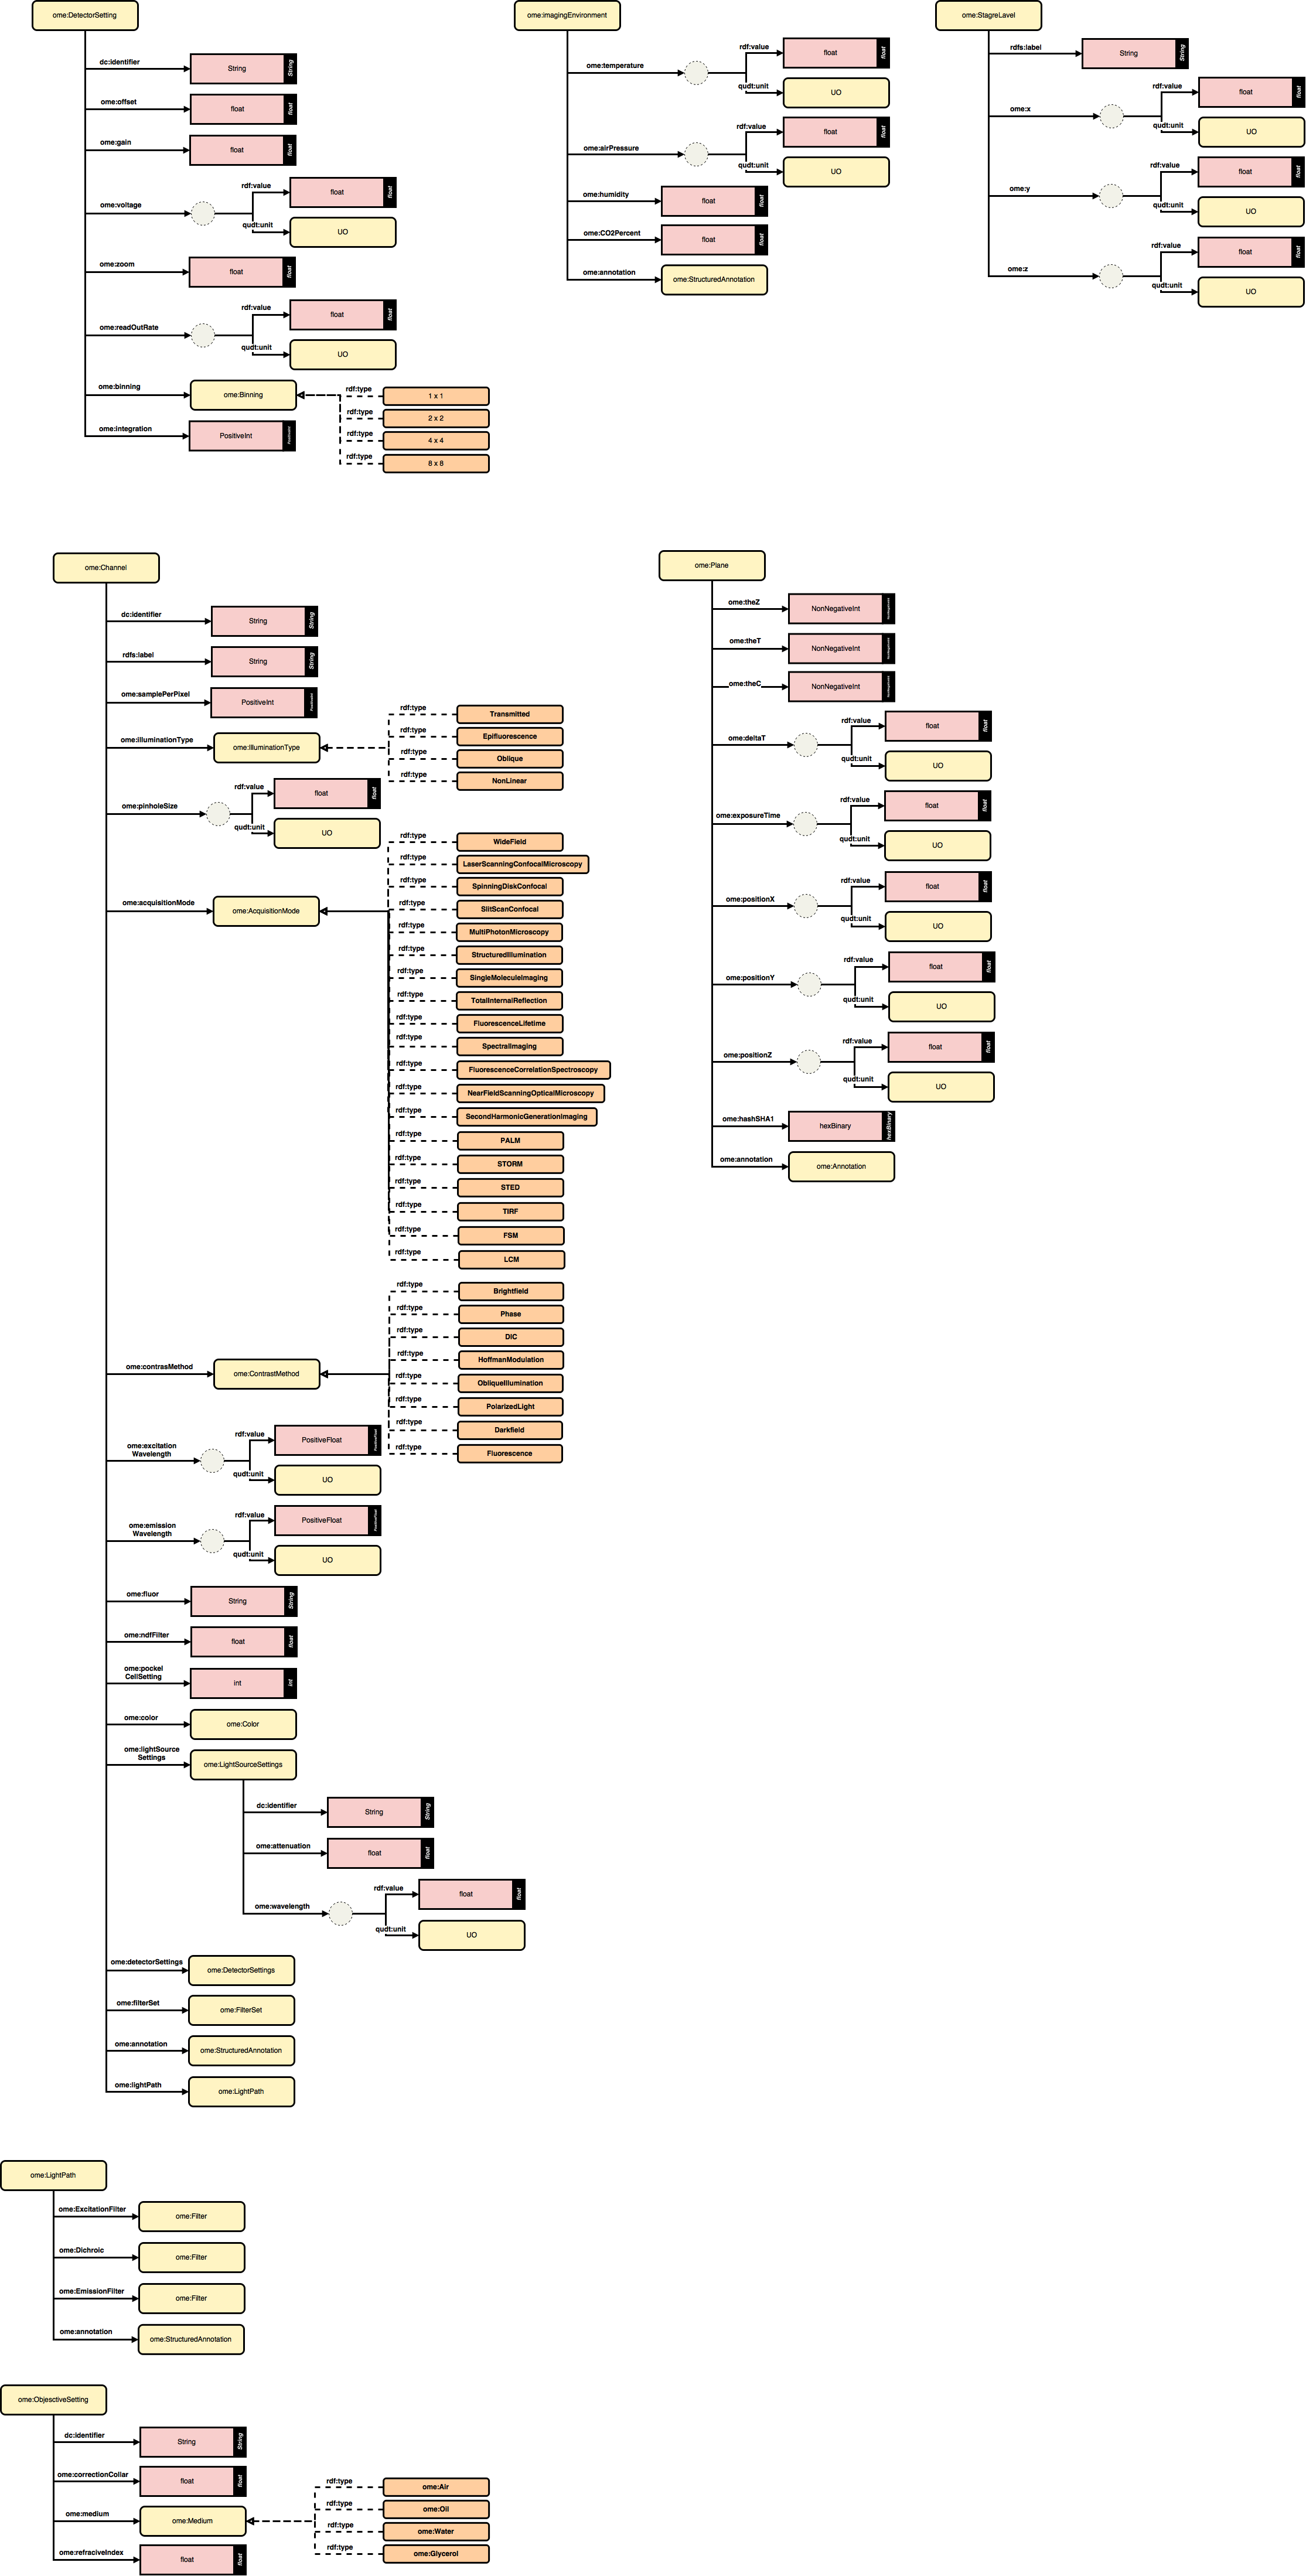 ome:DetectorSetting
dc:identifier
String
String
ome:offset
float
float
ome:gain
float
float
ome:voltage
rdf:value
float
float
qudt:unit
UO
ome:zoom
float
float
ome:readOutRate
rdf:value
float
float
qudt:unit
UO
ome:binning
ome:Binning
rdf:type
1 x 1
rdf:type
2 x 2
rdf:type
4 x 4
rdf:type
8 x 8
ome:integration
PositiveInt
PositiveInt
ome:imagingEnvironment
ome:temperature
rdf:value
float
float
qudt:unit
UO
ome:airPressure
rdf:value
float
float
qudt:unit
UO
ome:humidity
float
float
ome:CO2Percent
float
float
ome:annotation
ome:StructuredAnnotation
ome:StagreLavel
rdfs:label
String
String
ome:x
rdf:value
float
float
qudt:unit
UO
ome:y
rdf:value
float
float
qudt:unit
UO
ome:z
rdf:value
float
float
qudt:unit
UO
ome:Channel
dc:identifier
String
String
rdfs:label
String
String
ome:samplePerPixel
PositiveInt
PositiveInt
ome:illuminationType
ome:IlluminationType
rdf:type
Transmitted
rdf:type
Epifluorescence
rdf:type
Oblique
rdf:type
NonLinear
ome:pinholeSize
rdf:value
float
float
qudt:unit
UO
ome:acquisitionMode
ome:AcquisitionMode
rdf:type
WideField
rdf:type
LaserScanningConfocalMicroscopy
rdf:type
SpinningDiskConfocal
rdf:type
SlitScanConfocal
rdf:type
MultiPhotonMicroscopy
rdf:type
StructuredIllumination
rdf:type
SingleMoleculeImaging
rdf:type
TotalInternalReflection
rdf:type
FluorescenceLifetime
rdf:type
SpectralImaging
rdf:type
FluorescenceCorrelationSpectroscopy
rdf:type
NearFieldScanningOpticalMicroscopy
rdf:type
SecondHarmonicGenerationImaging
rdf:type
PALM
rdf:type
STORM
rdf:type
STED
rdf:type
TIRF
rdf:type
FSM
rdf:type
LCM
ome:contrasMethod
ome:ContrastMethod
rdf:type
Brightfield
rdf:type
Phase
rdf:type
DIC
rdf:type
HoffmanModulation
rdf:type
ObliqueIllumination
rdf:type
PolarizedLight
rdf:type
Darkfield
rdf:type
Fluorescence
ome:excitation
Wavelength
rdf:value
PositiveFloat
PositiveFloat
qudt:unit
UO
ome:emission
Wavelength
rdf:value
PositiveFloat
PositiveFloat
qudt:unit
UO
ome:fluor
String
String
ome:ndfFilter
float
float
ome:pockel
CellSetting
int
int
ome:color
ome:Color
ome:lightSource
Settings
ome:LightSourceSettings
dc:identifier
String
String
ome:attenuation
float
float
ome:wavelength
rdf:value
float
float
qudt:unit
UO
ome:detectorSettings
ome:DetectorSettings
ome:filterSet
ome:FilterSet
ome:annotation
ome:StructuredAnnotation
ome:lightPath
ome:LightPath
ome:Plane
ome:theZ
NonNegativeInt
NonNegativeInt
ome:theT
NonNegativeInt
NonNegativeInt
ome:theC
NonNegativeInt
NonNegativeInt
ome:deltaT
rdf:value
float
float
qudt:unit
UO
ome:exposureTime
rdf:value
float
float
qudt:unit
UO
ome:positionX
rdf:value
float
float
qudt:unit
UO
ome:positionY
rdf:value
float
float
qudt:unit
UO
ome:positionZ
rdf:value
float
float
qudt:unit
UO
ome:hashSHA1
hexBinary
hexBinary
ome:annotation
ome:Annotation
ome:LightPath
ome:ExcitationFilter
ome:Filter
ome:Dichroic
ome:Filter
ome:EmissionFilter
ome:Filter
ome:annotation
ome:StructuredAnnotation
ome:ObjesctiveSetting
dc:identifier
String
String
ome:correctionCollar
float
float
ome:medium
ome:Medium
rdf:type
ome:Air
rdf:type
ome:Oil
rdf:type
ome:Water
rdf:type
ome:Glycerol
ome:refraciveIndex
float
float